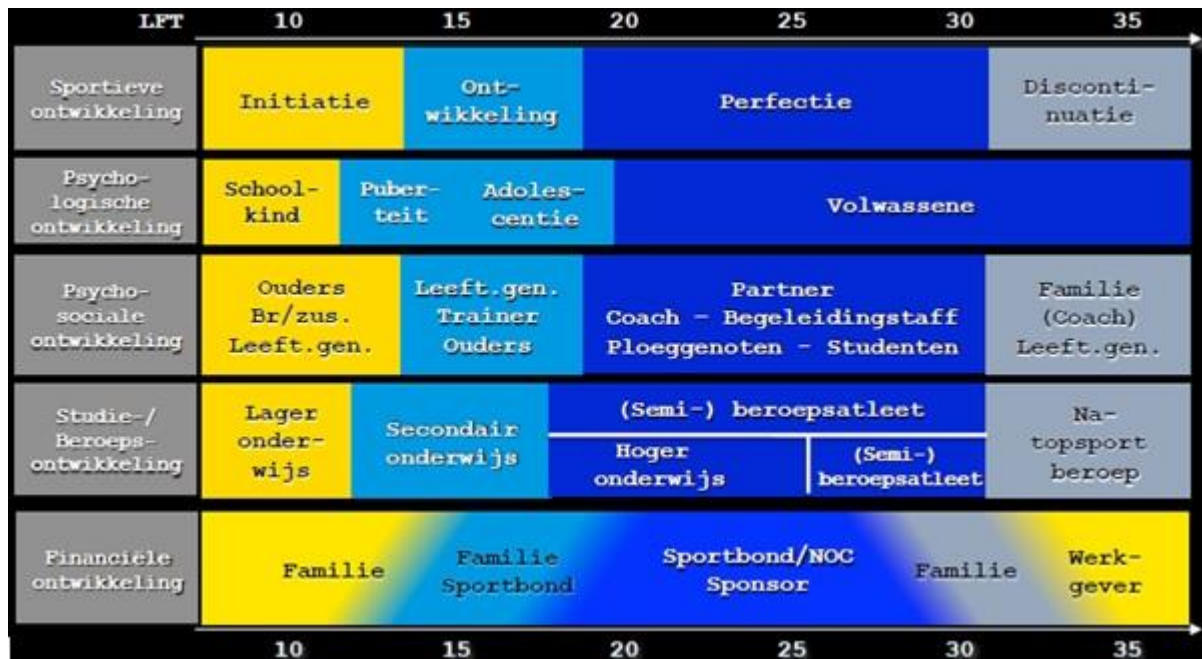 LFT 10 15 20 25 30 35
Sportieve
ontwikkeling
Initiatie
Ont-
wikkeling
Perfectie
Disconti-
nuatie
Psycho-
logische
ontwikkeling
School-
kind
Puber-
teit
Adoles-
centie
Volwassene
Psycho-
sociale
ontwikkeling
Ouders
Br/zus.
Leeft.gen.
Leeft.gen.
Trainer
Ouders
Partner
Coach - Begeleidingstaff
Ploeggenoten - Studenten
Familie
(Coach)
Leeft.gen.
Studie-/
Beroeps-
ontwikkeling
Lager
onder-
wijs
Secondair
onderwijs
(Semi-) beroepsatleet
Hoger
onderwijs
(Semi-)
beroepsatleet
Na-
topsport
beroep
Financiële
ontwikkeling
Familie
Familie
Sportbond
Sportbond/NOC
Sponsor
Familie
Werk-
gever
10 15 20 25 30 35